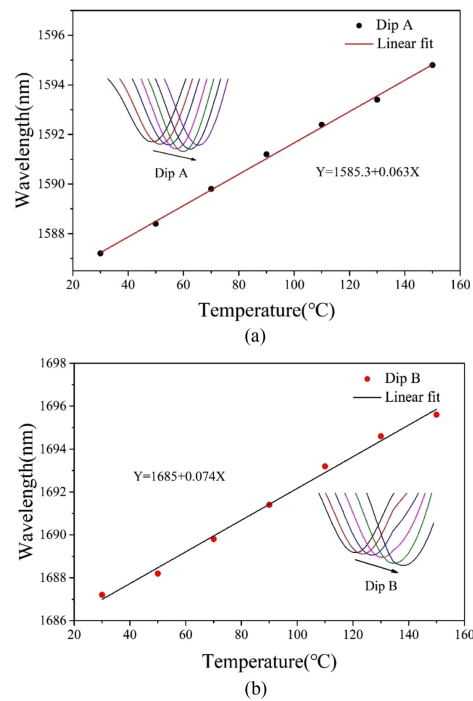 1596
1594
1592
1590
1588
Wavelength(nm)
Dip A
Linear fit
Dip A
Y=1585.3+0.063X
20 40 60 80 100 120 140 160
Temperature(℃)
(a)
1698
1696
1694
1692
1690
1688
1686
Wavelength(nm)
Dip B
Linear fit
Y=1685+0.074X
Dip B
20 40 60 80 100 120 140 160
Temperature(℃)
(b)